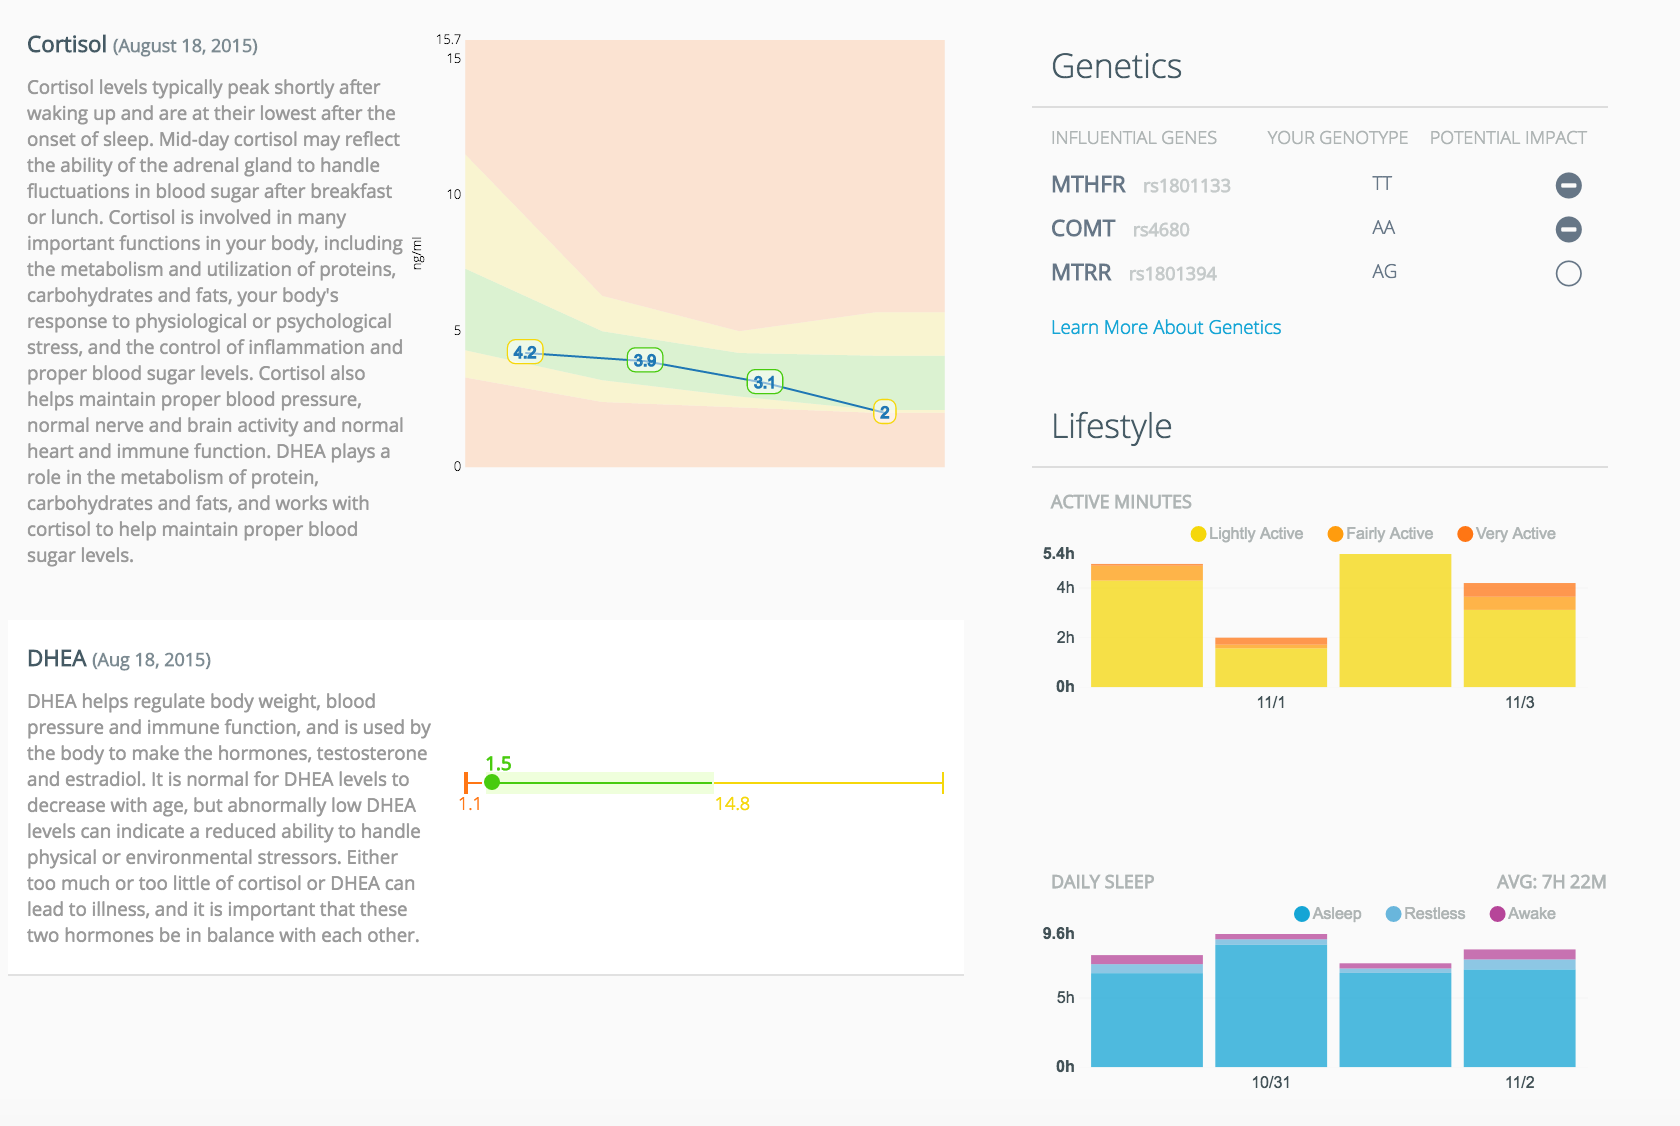 Cortisol (August 18, 2015)
Cortisol levels typically peak shortly after
waking up and are at their lowest after the
onset of sleep. Mid-day cortisol may reflect
the ability of the adrenal gland to handle
fluctuations in blood sugar after breakfast
or lunch. Cortisol is involved in many
important functions in your body, including
the metabolism and utilization of proteins,
carbohydrates and fats, your body's
response to physiological or psychological
stress, and the control of inflammation and
proper blood sugar levels. Cortisol also
helps maintain proper blood pressure,
normal nerve and brain activity and normal
heart and immune function. DHEA plays a
role in the metabolism of protein,
carbohydrates and fats, and works with
cortisol to help maintain proper blood
sugar levels.
15.7
15
10
5
0
ng/ml
4.2
3.9
3.1
2
DHEA (Aug 18, 2015)
DHEA helps regulate body weight, blood
pressure and immune function, and is used by
the body to make the hormones, testosterone
and estradiol. It is normal for DHEA levels to
decrease with age, but abnormally low DHEA
levels can indicate a reduced ability to handle
physical or environmental stressors. Either
too much or too little of cortisol or DHEA can
lead to illness, and it is important that these
two hormones be in balance with each other.
1.5
1.1
14.8
Genetics
INFLUENTIAL GENES YOUR GENOTYPE POTENTIAL IMPACT
MTHFR rs1801133 TT
COMT rs4680 AA
MTRR rs1801394 AG
Learn More About Genetics
Lifestyle
ACTIVE MINUTES
Lightly Active Fairly Active Very Active
5.4h
4h
2h
0h
11/1 11/3
DAILY SLEEP AVG: 7H 22M
Asleep Restless Awake
9.6h
5h
0h
10/31 11/2